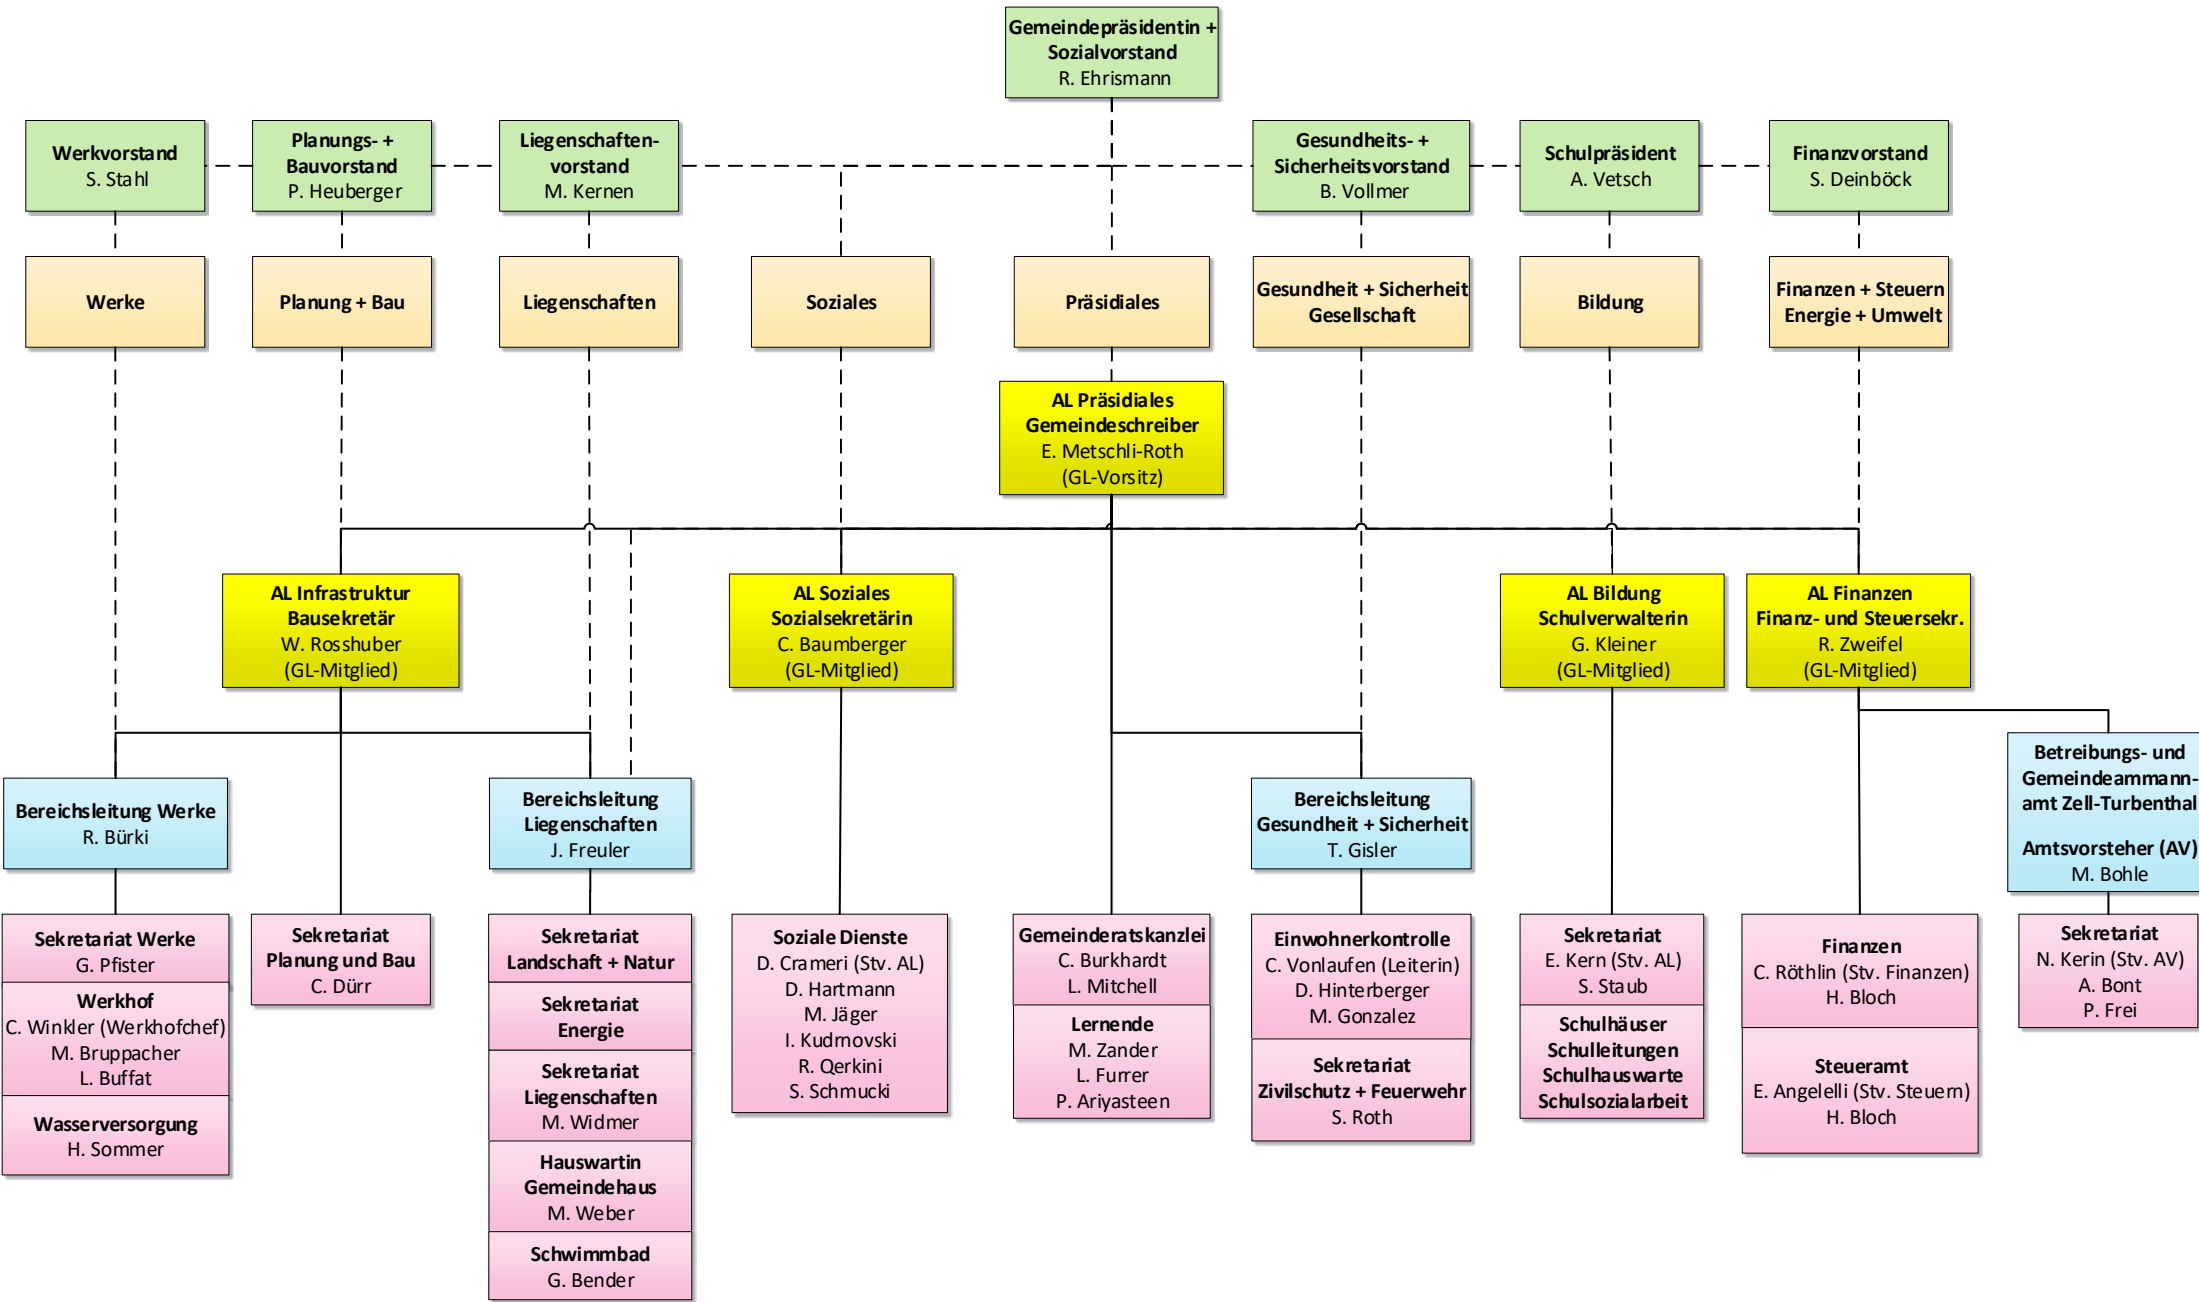 Gemeindepräsidentin +
Sozialvorstand
R. Ehrismann
Werkvorstand
S. Stahl
Planungs- +
Bauvorstand
P. Heuberger
Liegenschaften-
vorstand
M. Kernen
Gesundheits- +
Sicherheitsvorstand
B. Vollmer
Schulpräsident
A. Vetsch
Finanzvorstand
S. Deinböck
Werke
Planung + Bau
Liegenschaften
Soziales
Präsidiales
Gesundheit + Sicherheit
Gesellschaft
Bildung
Finanzen + Steuern
Energie + Umwelt
AL Präsidiales
Gemeindeschreiber
E. Metschli-Roth
(GL-Vorsitz)
AL Infrastruktur
Bausekretär
W. Rosshuber
(GL-Mitglied)
AL Soziales
Sozialsekretärin
C. Baumberger
(GL-Mitglied)
AL Bildung
Schulverwalterin
G. Kleiner
(GL-Mitglied)
AL Finanzen
Finanz- und Steuersekr.
R. Zweifel
(GL-Mitglied)
Bereichsleitung Werke
R. Bürki
Bereichsleitung
Liegenschaften
J. Freuler
Bereichsleitung
Gesundheit + Sicherheit
T. Gisler
Betreibungs- und
Gemeindeammann-
amt Zell-Turbenthal
Amtsvorsteher (AV)
M. Bohle
Sekretariat Werke
G. Pfister
Werkhof
C. Winkler (Werkhofchef)
M. Bruppacher
L. Buffat
Wasserversorgung
H. Sommer
Sekretariat
Planung und Bau
C. Dürr
Sekretariat
Landschaft + Natur
Sekretariat
Energie
Sekretariat
Liegenschaften
M. Widmer
Hauswartin
Gemeindehaus
M. Weber
Schwimmbad
G. Bender
Soziale Dienste
D. Crameri (Stv. AL)
D. Hartmann
M. Jäger
I. Kudrnovski
R. Qerkini
S. Schmucki
Gemeinderatskanzlei
C. Burkhardt
L. Mitchell
Lernende
M. Zander
L. Furrer
P. Ariyasteen
Einwohnerkontrolle
C. Vonlaufen (Leiterin)
D. Hinterberger
M. Gonzalez
Sekretariat
Zivilschutz + Feuerwehr
S. Roth
Sekretariat
E. Kern (Stv. AL)
S. Staub
Schulhäuser
Schulleitungen
Schulhauswarte
Schulsozialarbeit
Finanzen
C. Röthlin (Stv. Finanzen)
H. Bloch
Steueramt
E. Angelelli (Stv. Steuern)
H. Bloch
Sekretariat
N. Kerin (Stv. AV)
A. Bont
P. Frei